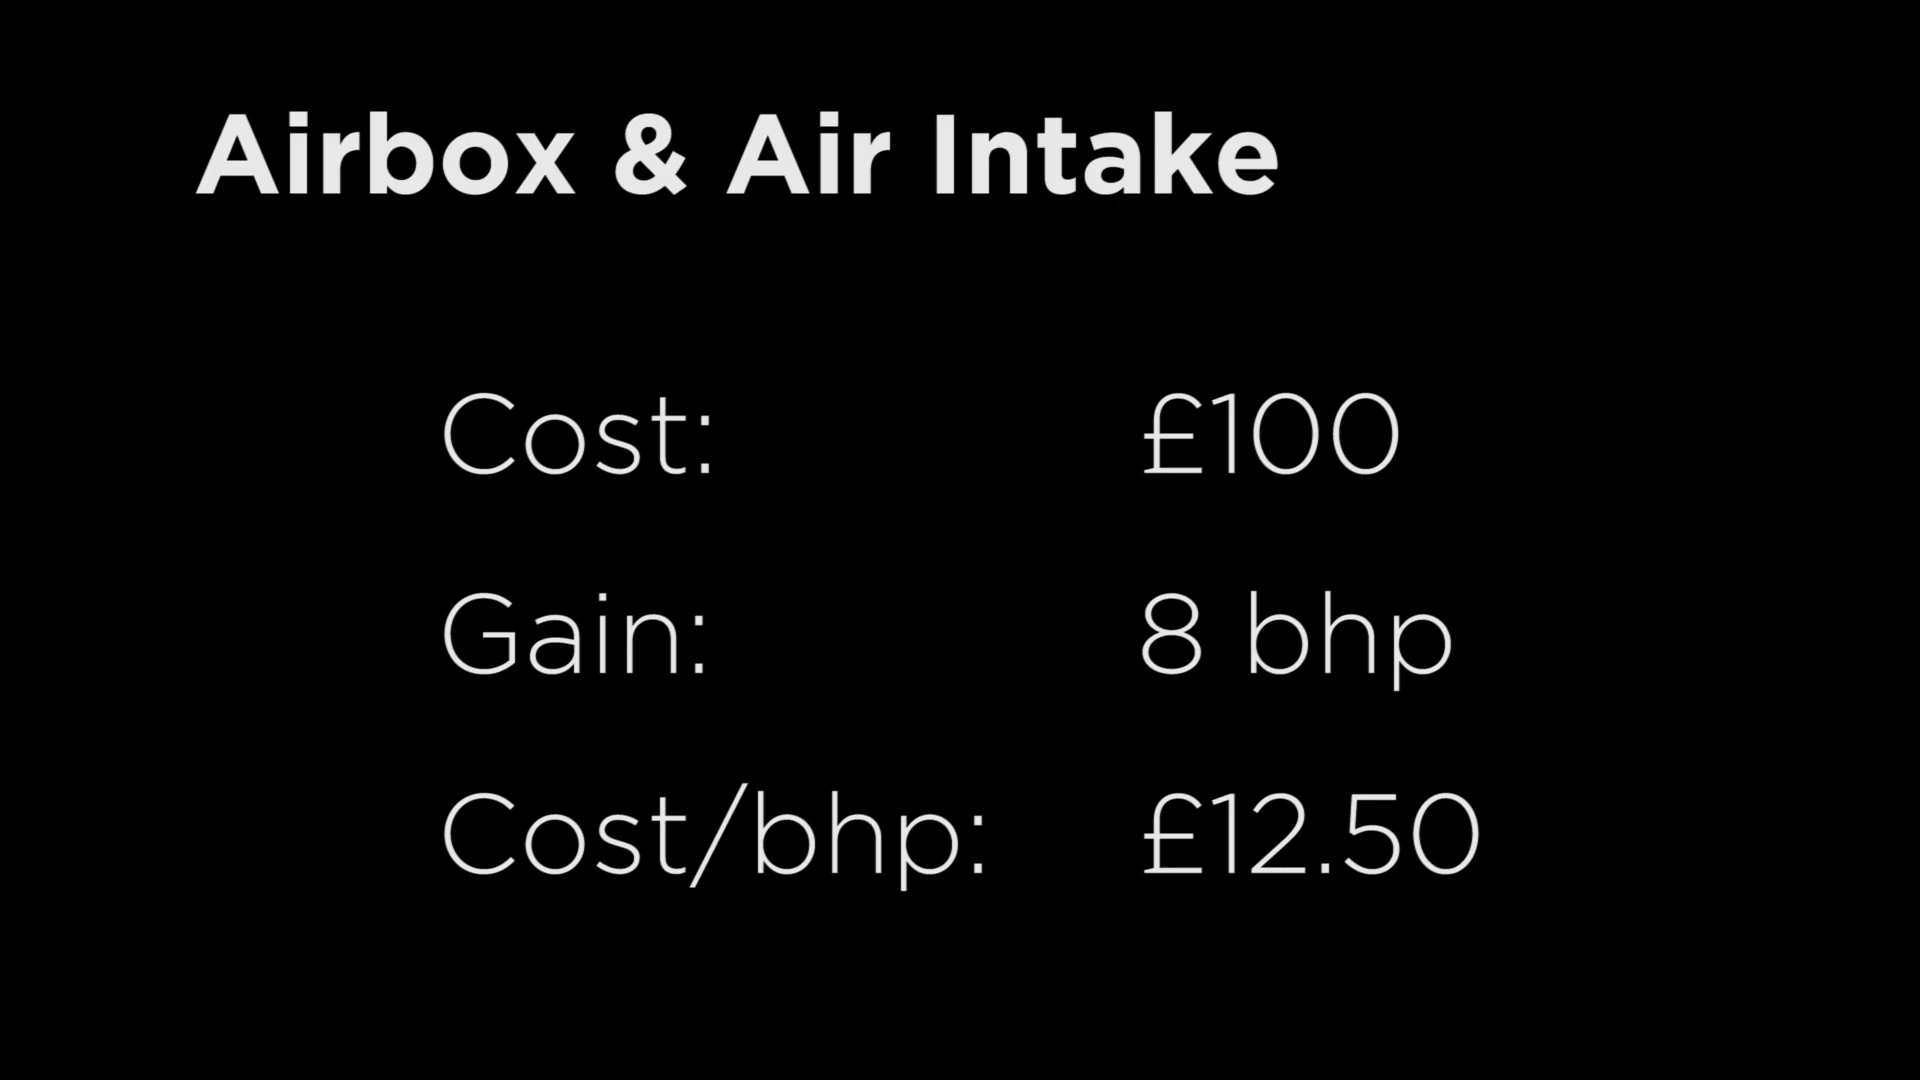 Airbox & Air Intake
Cost: £100
Gain: 8 bhp
Cost/bhp: £12.50